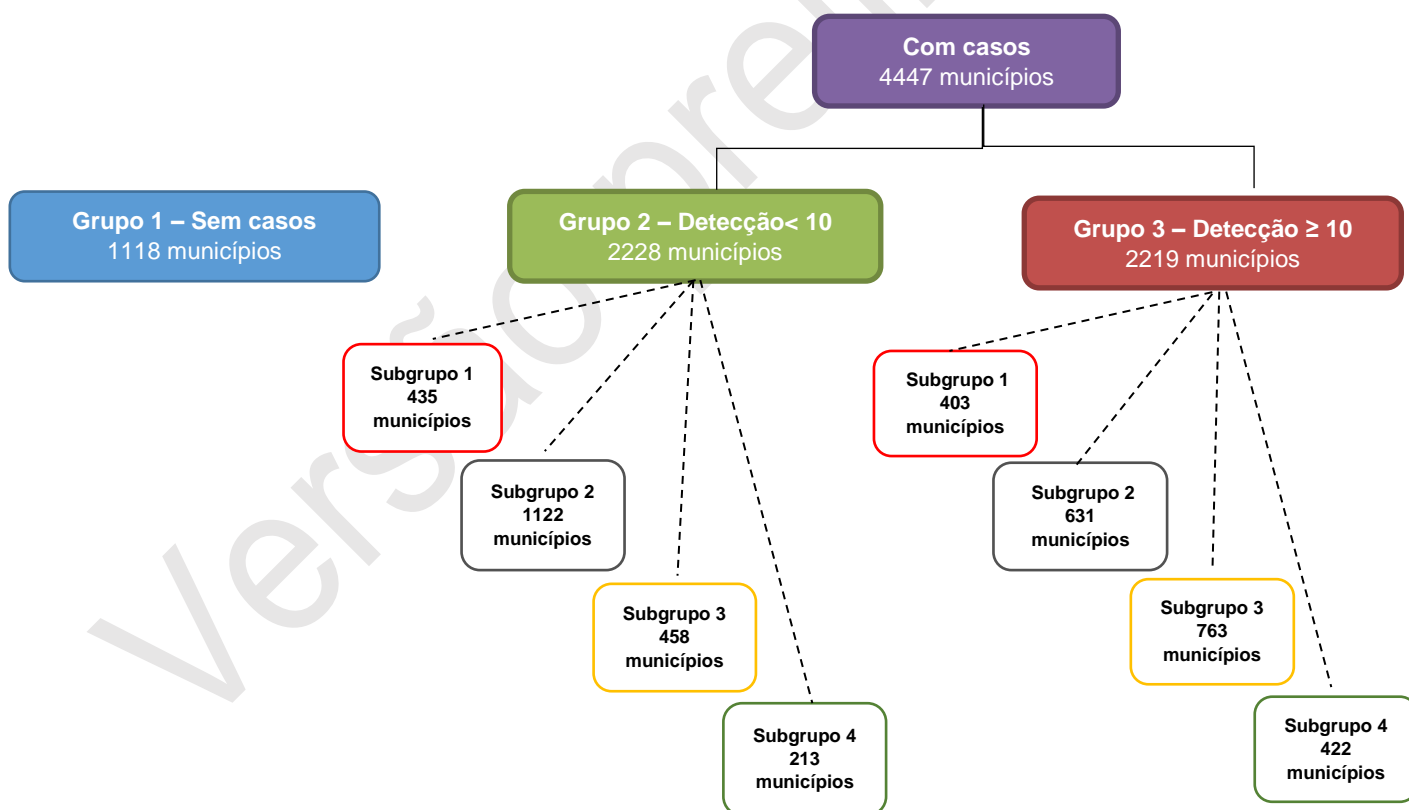 Com casos
4447 municípios
Grupo 1 – Sem casos
1118 municípios
Grupo 2 – Detecção< 10
2228 municípios
Grupo 3 – Detecção ≥ 10
2219 municípios
Subgrupo 1
435
municípios
Subgrupo 2
1122
municípios
Subgrupo 3
458
municípios
Subgrupo 4
213
municípios
Subgrupo 1
403
municípios
Subgrupo 2
631
municípios
Subgrupo 3
763
municípios
Subgrupo 4
422
municípios
Versão